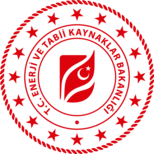 T.C. ENERJİ VE TABİİ KAYNAKLAR BAKANLIĞI